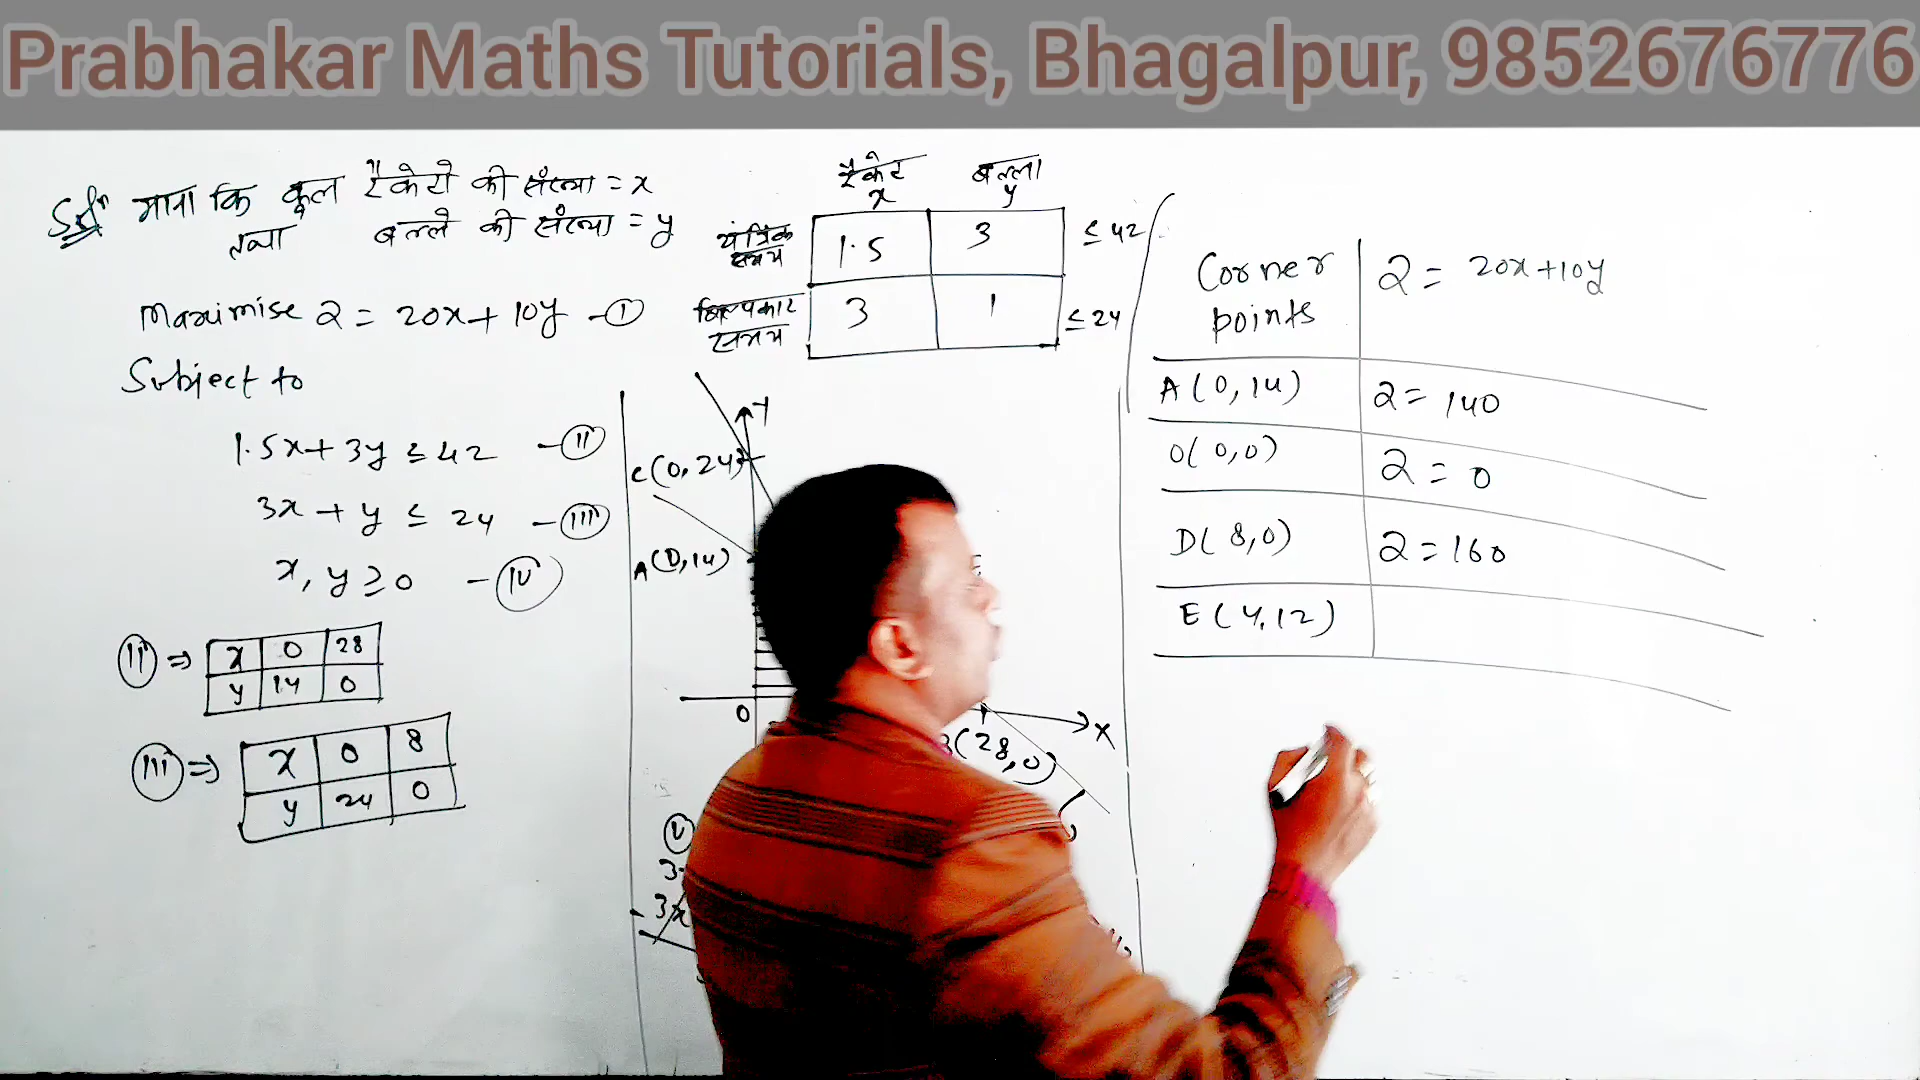 Prabhakar Maths Tutorials, Bhagalpur, 9852676776
Solⁿ माना कि कुल रैकेटों की संख्या = x
तथा बल्ले की संख्या = y
Maximise Z = 20x + 10y - (I)
Subject to
1.5x + 3y ≤ 42 - (II)
3x + y ≤ 24 - (III)
x, y ≥ 0 - (IV)
(II) ⇒ x 0 28
y 14 0
(III) ⇒ x 0 8
y 24 0
रैकेट बल्ला
x y
यांत्रिक समय 1.5 3 ≤ 42
शिल्पकार समय 3 1 ≤ 24
Y
C(0, 24)
A(0, 14)
O
X
(28, 0)
Corner points Z = 20x + 10y
A(0, 14) Z = 140
O(0, 0) Z = 0
D(8, 0) Z = 160
E(4, 12)